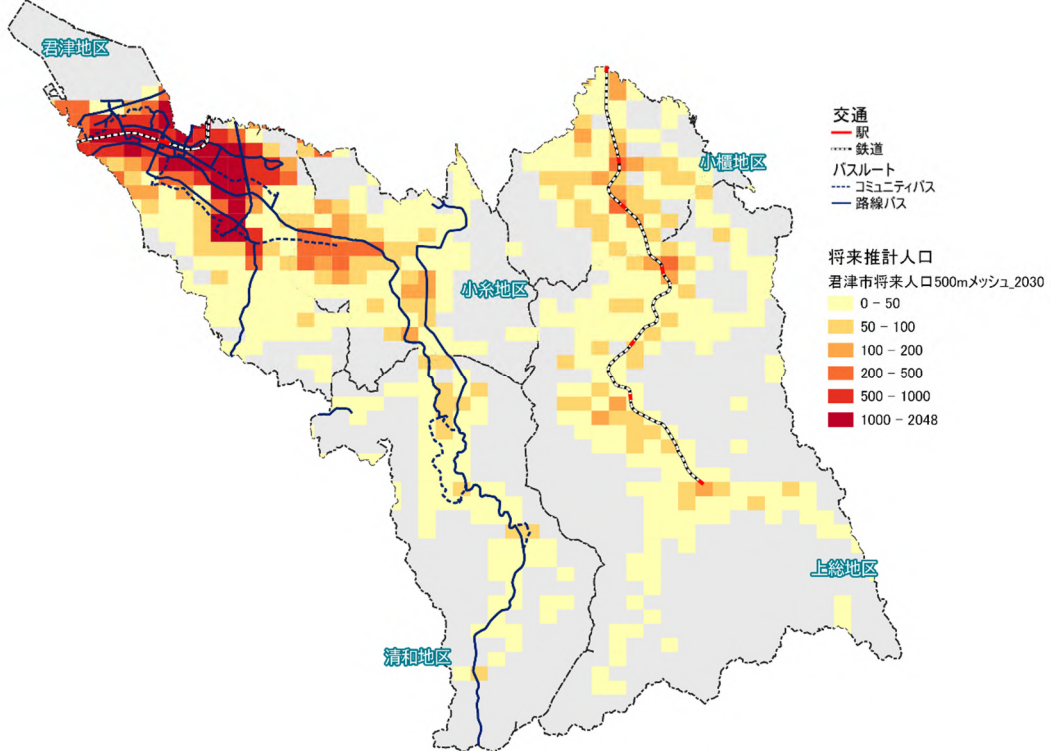 君津地区
小櫃地区
小糸地区
上総地区
清和地区
交通
駅
鉄道
バスルート
コミュニティバス
路線バス
将来推計人口
君津市将来人口500mメッシュ_2030
0 - 50
50 - 100
100 - 200
200 - 500
500 - 1000
1000 - 2048